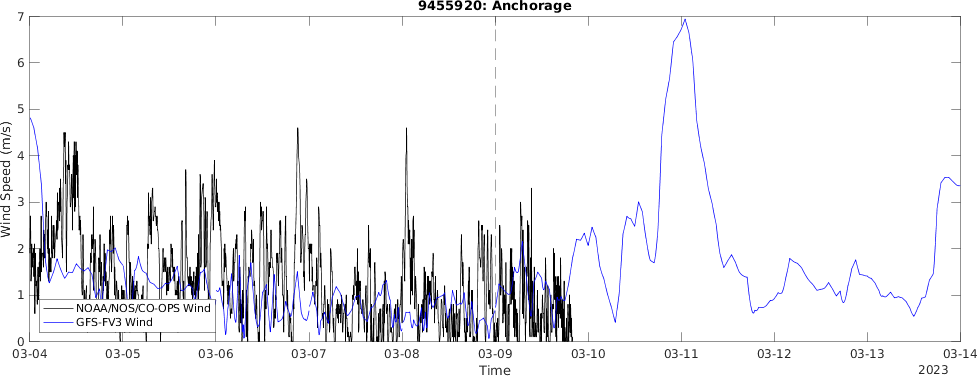 9455920: Anchorage
7
6
5
4
3
2
1
0
Wind Speed (m/s)
NOAA/NOS/CO-OPS Wind
GFS-FV3 Wind
03-04 03-05 03-06 03-07 03-08 03-09 03-10 03-11 03-12 03-13 03-14
Time
2023